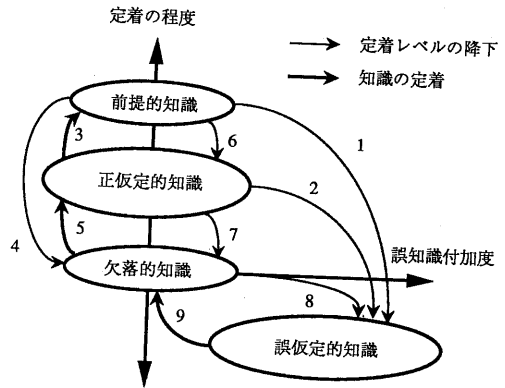 定着の程度
定着レベルの降下
知識の定着
前提的知識
3
6
1
正仮定的知識
2
4
5
7
誤知識付加度
欠落的知識
8
9
誤仮定的知識